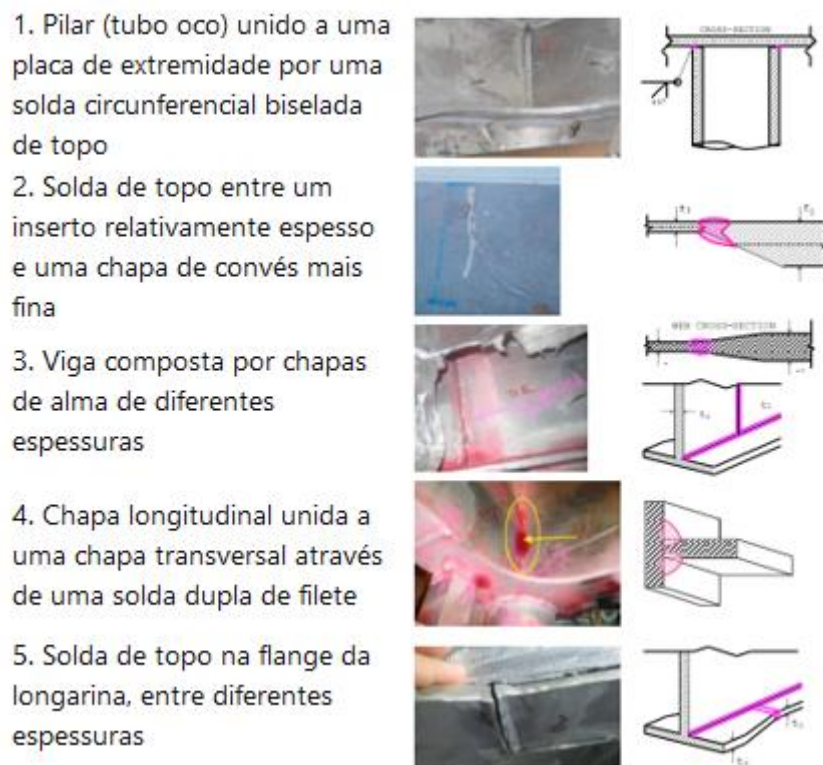 1. Pilar (tubo oco) unido a uma
placa de extremidade por uma
solda circunferencial biselada
de topo
CROSS-SECTION
2. Solda de topo entre um
inserto relativamente espesso
e uma chapa de convés mais
fina
WEB CROSS-SECTION
3. Viga composta por chapas
de alma de diferentes
espessuras
4. Chapa longitudinal unida a
uma chapa transversal através
de uma solda dupla de filete
5. Solda de topo na flange da
longarina, entre diferentes
espessuras